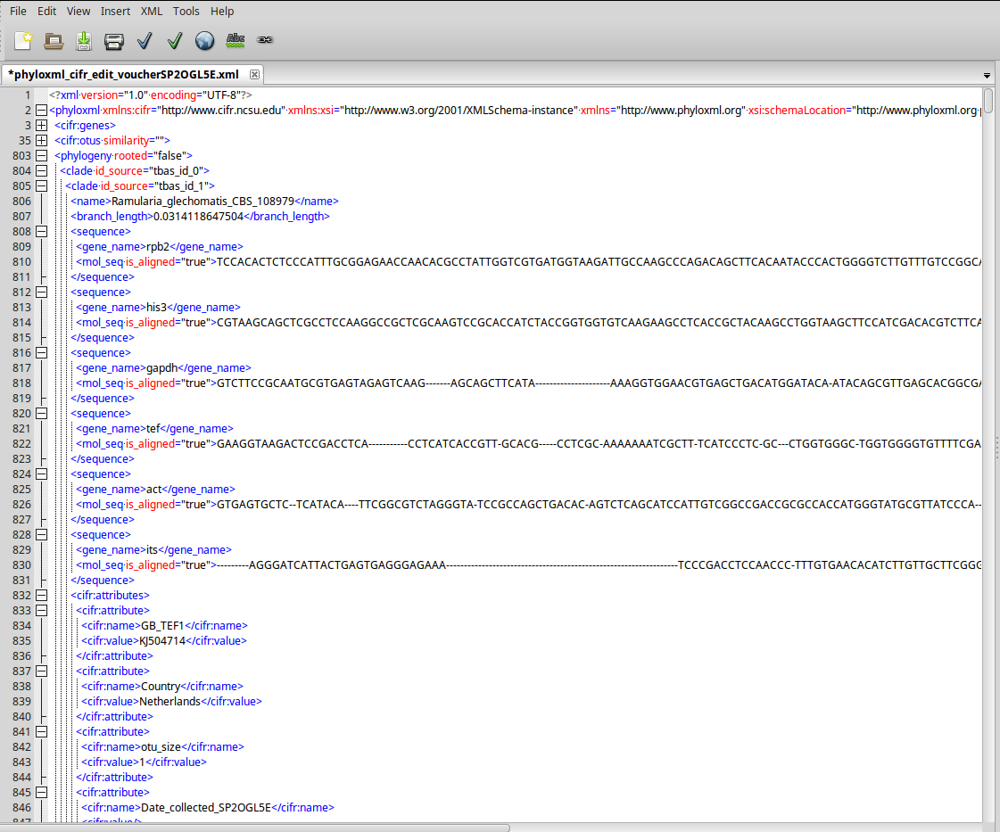 File Edit View Insert XML Tools Help
Abc
*phyloxml_cifr_edit_voucherSP2OGL5E.xml
1 <?xml version="1.0" encoding="UTF-8"?>
2 <phyloxml xmlns:cifr="http://www.cifr.ncsu.edu" xmlns:xsi="http://www.w3.org/2001/XMLSchema-instance" xmlns="http://www.phyloxml.org" xsi:schemaLocation="http://www.phyloxml.org
3 <cifr:genes>
35 <cifr:otus similarity="">
803 <phylogeny rooted="false">
804 <clade id_source="tbas_id_0">
805 <clade id_source="tbas_id_1">
806 <name>Ramularia_glechomatis_CBS_108979</name>
807 <branch_length>0.0314118647504</branch_length>
808 <sequence>
809 <gene_name>rpb2</gene_name>
810 <mol_seq is_aligned="true">TCCACACTCTCCCATTTGCGGAGAACCAACACGCCTATTGGTCGTGATGGTAAGATTGCCAAGCCCAGACAGCTTCACAATACCCACTGGGGTCTTGTTTGTCCGGCA
811 </sequence>
812 <sequence>
813 <gene_name>his3</gene_name>
814 <mol_seq is_aligned="true">CGTAAGCAGCTCGCCTCCAAGGCCGCTCGCAAGTCCGCACCATCTACCGGTGGTGTCAAGAAGCCTCACCGCTACAAGCCTGGTAAGCTTCCATCGACACGTCTTCA
815 </sequence>
816 <sequence>
817 <gene_name>gapdh</gene_name>
818 <mol_seq is_aligned="true">GTCTTCCGCAATGCGTGAGTAGAGTCAAG-------AGCAGCTTCATA---------------------AAAGGTGGAACGTGAGCTGACATGGATACA-ATACAGCGTTGAGCACGGCGA
819 </sequence>
820 <sequence>
821 <gene_name>tef</gene_name>
822 <mol_seq is_aligned="true">GAAGGTAAGACTCCGACCTCA-----------CCTCATCACCGTT-GCACG-----CCTCGC-AAAAAAATCGCTT-TCATCCCTC-GC---CTGGTGGGC-TGGTGGGGTGTTTTCGA
823 </sequence>
824 <sequence>
825 <gene_name>act</gene_name>
826 <mol_seq is_aligned="true">GTGAGTGCTC--TCATACA----TTCGGCGTCTAGGGTA-TCCGCCAGCTGACAC-AGTCTCAGCATCCATTGTCGGCCGACCGCGCCACCATGGGTATGCGTTATCCCA--
827 </sequence>
828 <sequence>
829 <gene_name>its</gene_name>
830 <mol_seq is_aligned="true">---------AGGGATCATTACTGAGTGAGGGAGAAA-----------------------------------------------------------------TCCCGACCTCCAACCC-TTTGTGAACACATCTTGTTGCTTCGGG
831 </sequence>
832 <cifr:attributes>
833 <cifr:attribute>
834 <cifr:name>GB_TEF1</cifr:name>
835 <cifr:value>KJ504714</cifr:value>
836 </cifr:attribute>
837 <cifr:attribute>
838 <cifr:name>Country</cifr:name>
839 <cifr:value>Netherlands</cifr:value>
840 </cifr:attribute>
841 <cifr:attribute>
842 <cifr:name>otu_size</cifr:name>
843 <cifr:value>1</cifr:value>
844 </cifr:attribute>
845 <cifr:attribute>
846 <cifr:name>Date_collected_SP2OGL5E</cifr:name>
847 <cifr:value/>